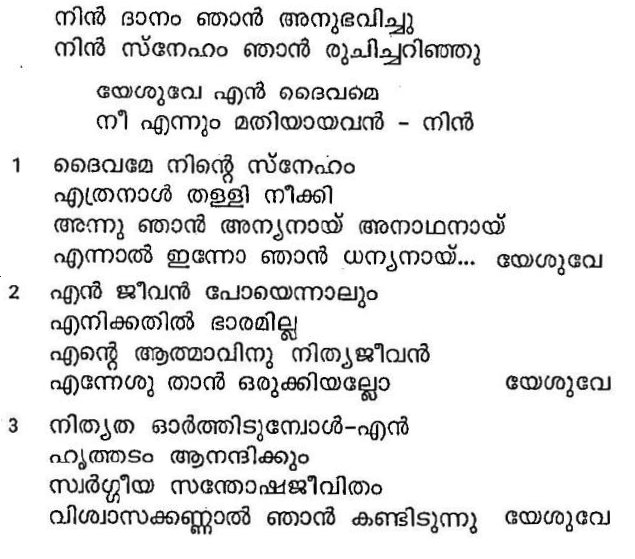 നിൻ ദാനം ഞാൻ അനുഭവിച്ചു
നിൻ സ്നേഹം ഞാൻ രുചിച്ചറിഞ്ഞു
യേശുവേ എൻ ദൈവമെ
നീ എന്നും മതിയായവൻ - നിൻ
1 ദൈവമേ നിന്റെ സ്നേഹം
എത്രനാൾ തള്ളി നീക്കി
അന്നു ഞാൻ അന്യനായ് അനാഥനായ്
എന്നാൽ ഇന്നോ ഞാൻ ധന്യനായ്... യേശുവേ
2 എൻ ജീവൻ പോയെന്നാലും
എനിക്കതിൽ ഭാരമില്ല
എന്റെ ആത്മാവിനു നിത്യജീവൻ
എന്നേശു താൻ ഒരുക്കിയല്ലോ യേശുവേ
3 നിത്യത ഓർത്തിടുമ്പോൾ-എൻ
ഹൃത്തടം ആനന്ദിക്കും
സ്വർഗ്ഗീയ സന്തോഷജീവിതം
വിശ്വാസക്കണ്ണാൽ ഞാൻ കണ്ടിടുന്നു യേശുവേ